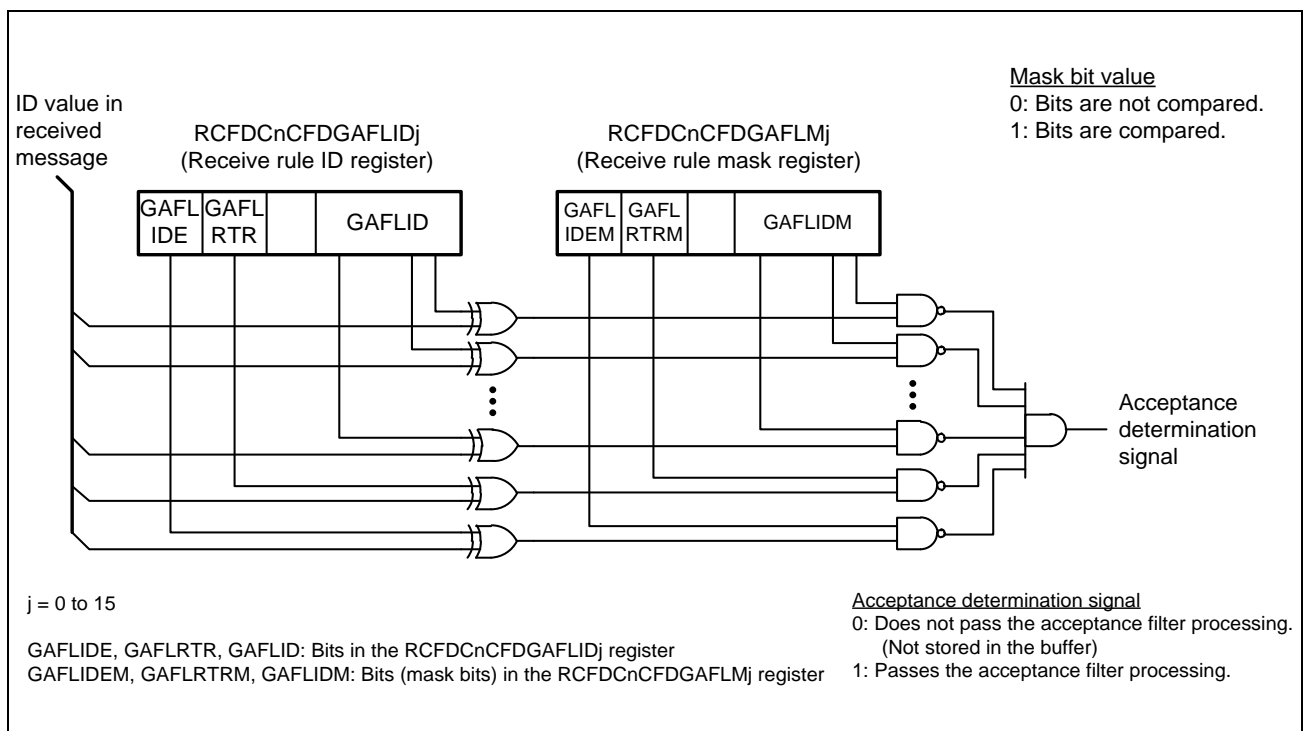 Mask bit value
0: Bits are not compared.
1: Bits are compared.
ID value in
received
message
RCFDCnCFDGAFLIDj
(Receive rule ID register)
RCFDCnCFDGAFLMj
(Receive rule mask register)
GAFL
IDE
GAFL
RTR
GAFLID
GAFL
IDEM
GAFL
RTRM
GAFLIDM
Acceptance
determination
signal
j = 0 to 15
GAFLIDE, GAFLRTR, GAFLID: Bits in the RCFDCnCFDGAFLIDj register
GAFLIDEM, GAFLRTRM, GAFLIDM: Bits (mask bits) in the RCFDCnCFDGAFLMj register
Acceptance determination signal
0: Does not pass the acceptance filter processing.
(Not stored in the buffer)
1: Passes the acceptance filter processing.